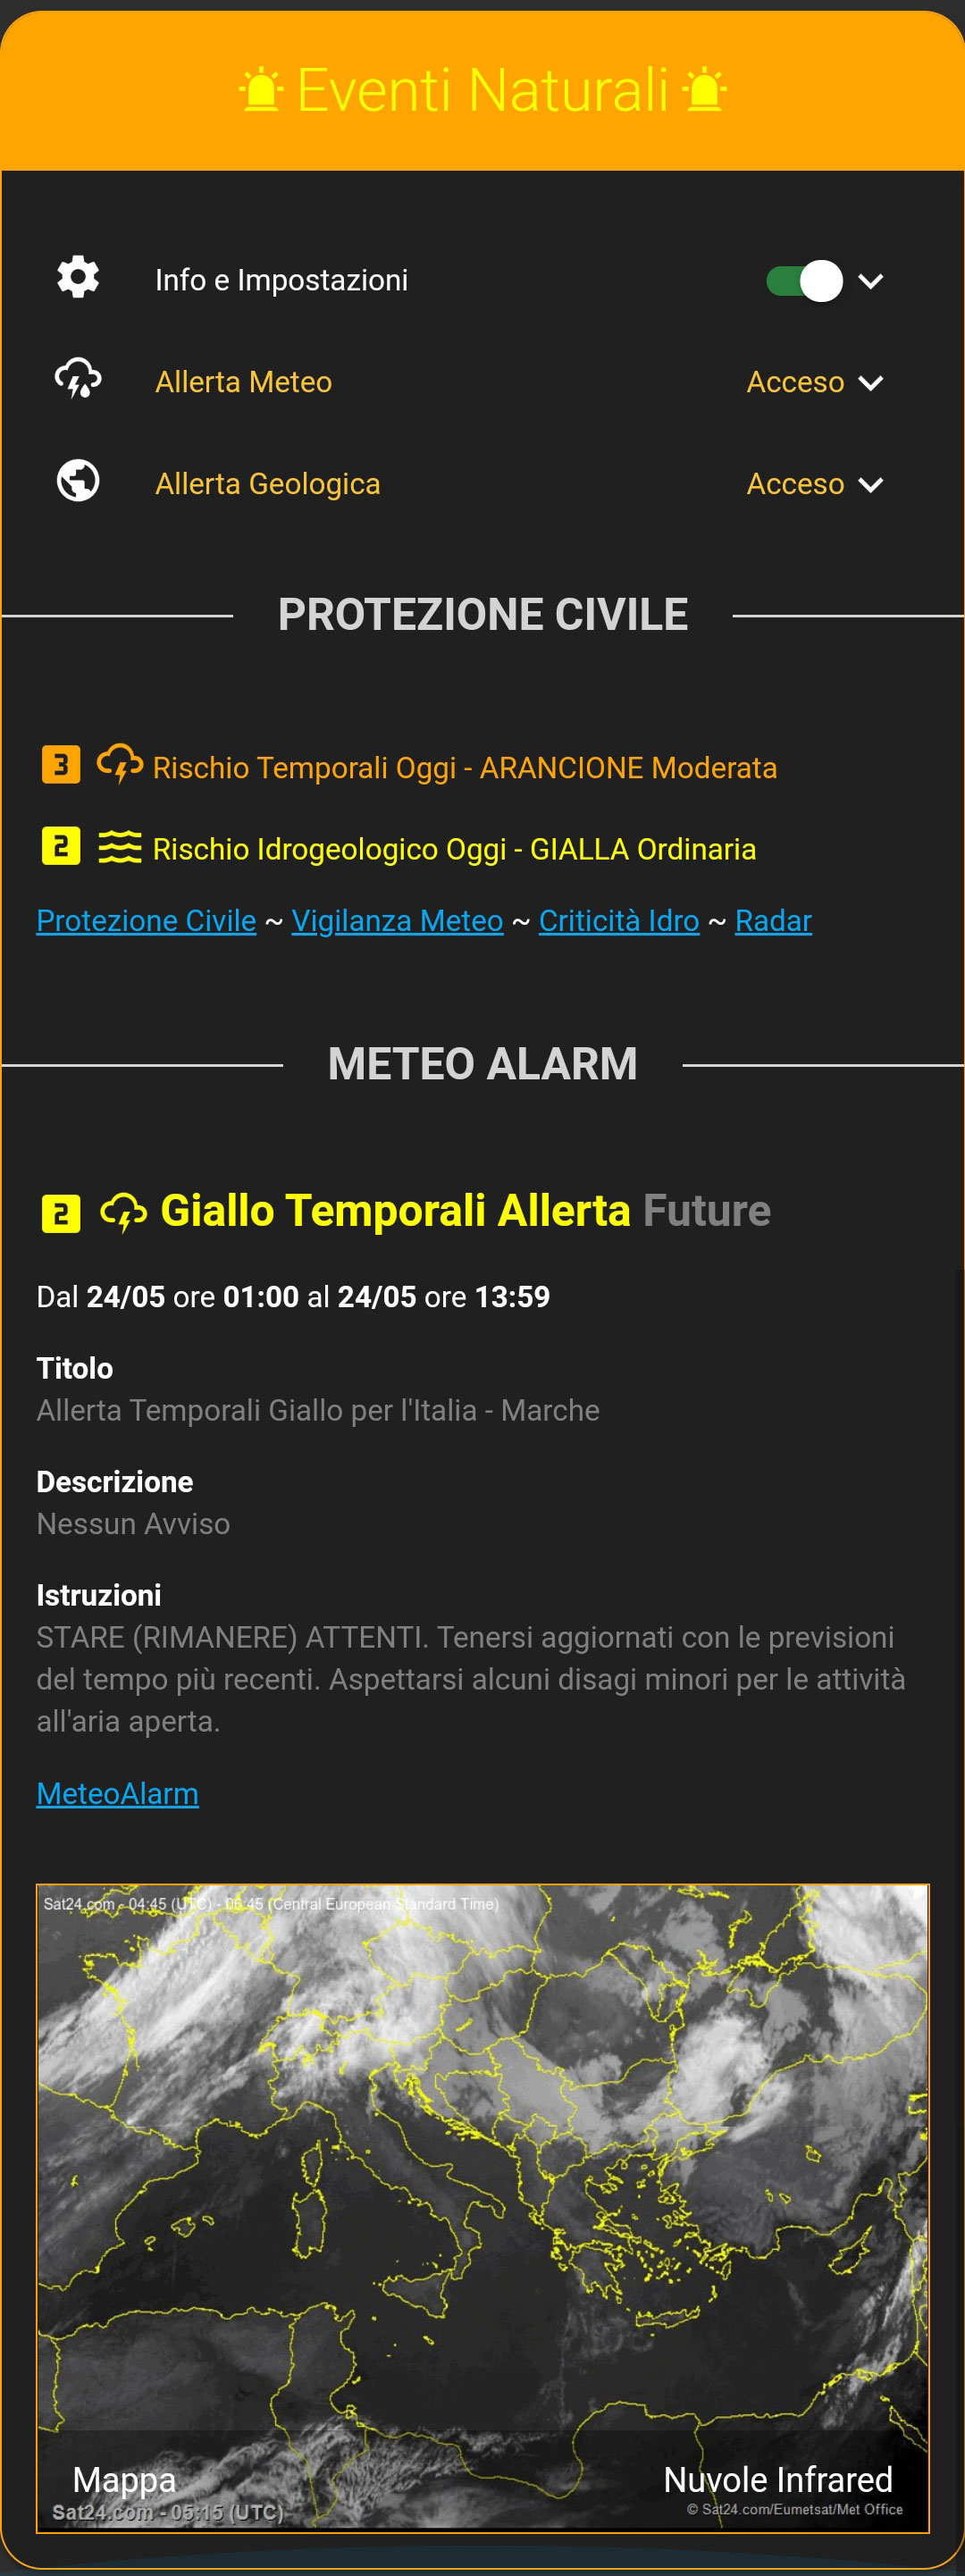 Eventi Naturali
Info e Impostazioni
Allerta Meteo Acceso
Allerta Geologica Acceso
PROTEZIONE CIVILE
3 Rischio Temporali Oggi - ARANCIONE Moderata
2 Rischio Idrogeologico Oggi - GIALLA Ordinaria
Protezione Civile ~ Vigilanza Meteo ~ Criticità Idro ~ Radar
METEO ALARM
2 Giallo Temporali Allerta Future
Dal 24/05 ore 01:00 al 24/05 ore 13:59
Titolo
Allerta Temporali Giallo per l'Italia - Marche
Descrizione
Nessun Avviso
Istruzioni
STARE (RIMANERE) ATTENTI. Tenersi aggiornati con le previsioni
del tempo più recenti. Aspettarsi alcuni disagi minori per le attività
all'aria aperta.
MeteoAlarm
Sat24.com - 04:45 (UTC) - 06:45 (Central European Standard Time)
Mappa Nuvole Infrared
Sat24.com - 05:15 (UTC) © Sat24.com/Eumetsat/Met Office